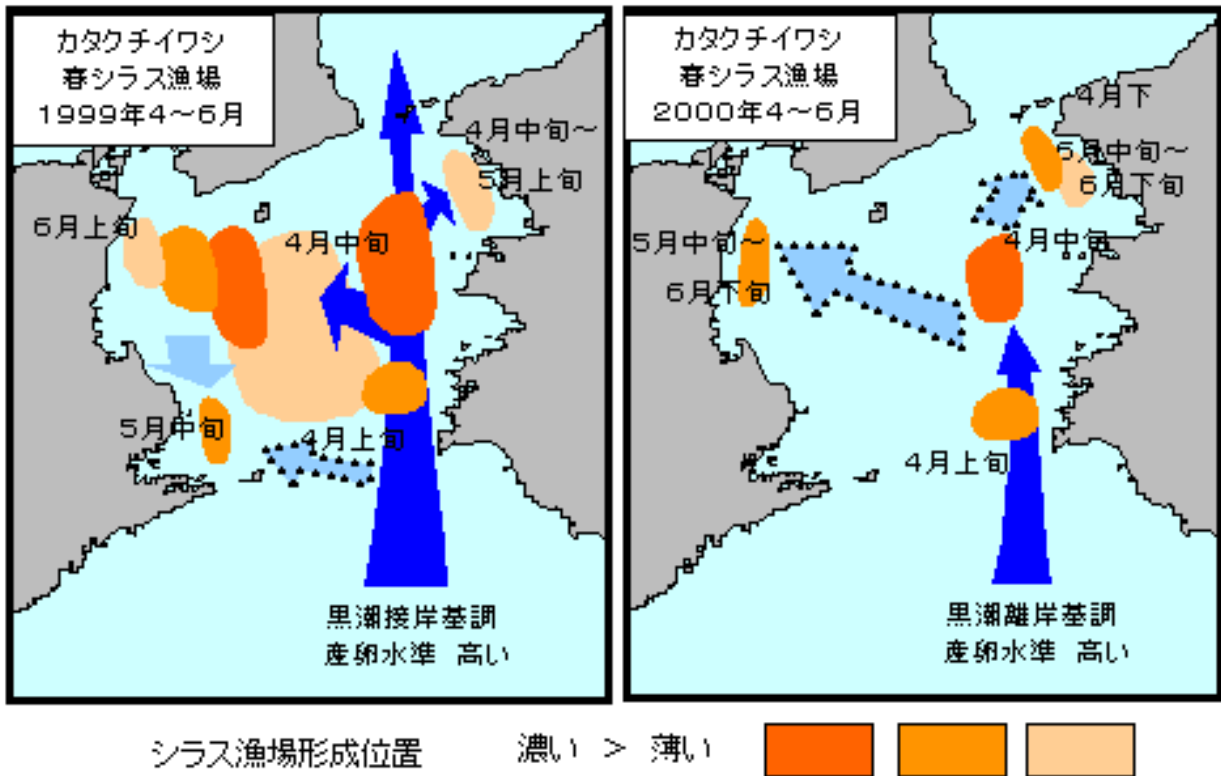 カタクチイワシ
春シラス漁場
1999年4～6月
4月中旬～
5月上旬
6月上旬
4月中旬
5月中旬
4月上旬
黒潮接岸基調
産卵水準 高い
カタクチイワシ
春シラス漁場
2000年4～6月
4月下
5月中旬～
6月下旬
5月中旬～
6月下旬
4月中旬
4月上旬
黒潮離岸基調
産卵水準 高い
シラス漁場形成位置 濃い > 薄い